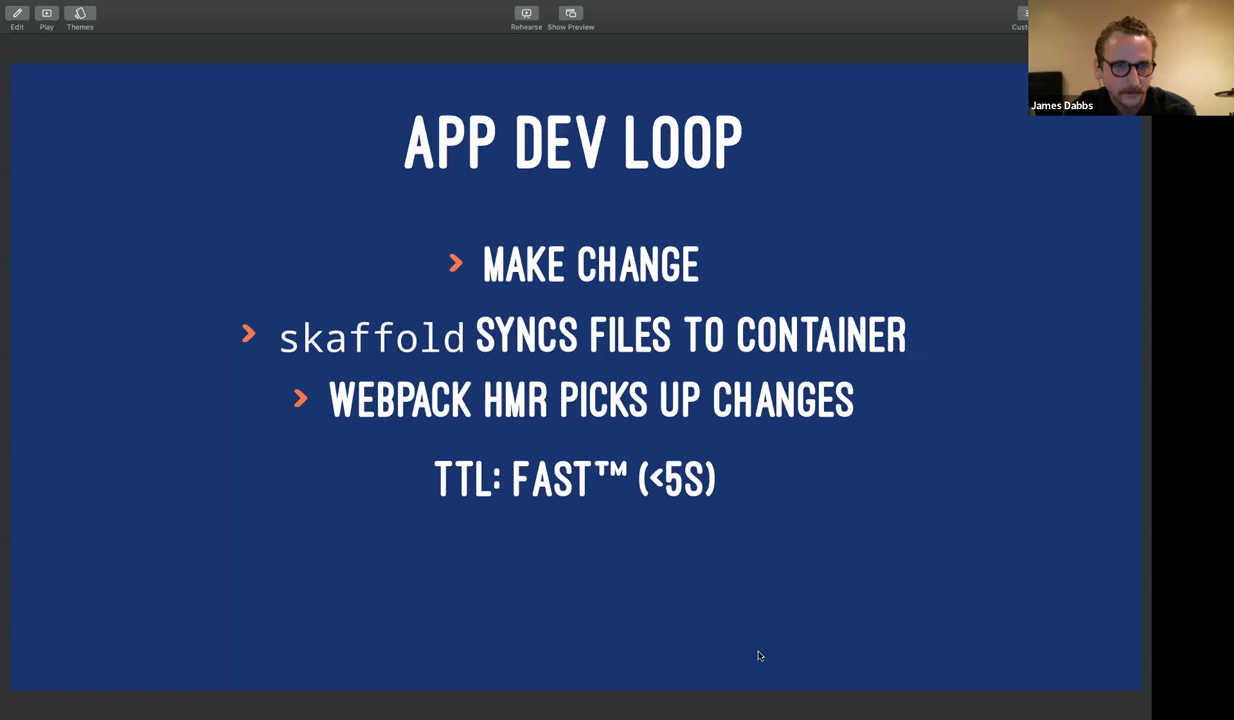 Edit Play Themes Rehearse Show Preview
James Dabbs
APP DEV LOOP
› MAKE CHANGE
› skaffold SYNCS FILES TO CONTAINER
› WEBPACK HMR PICKS UP CHANGES
TTL: FAST™ (<5S)